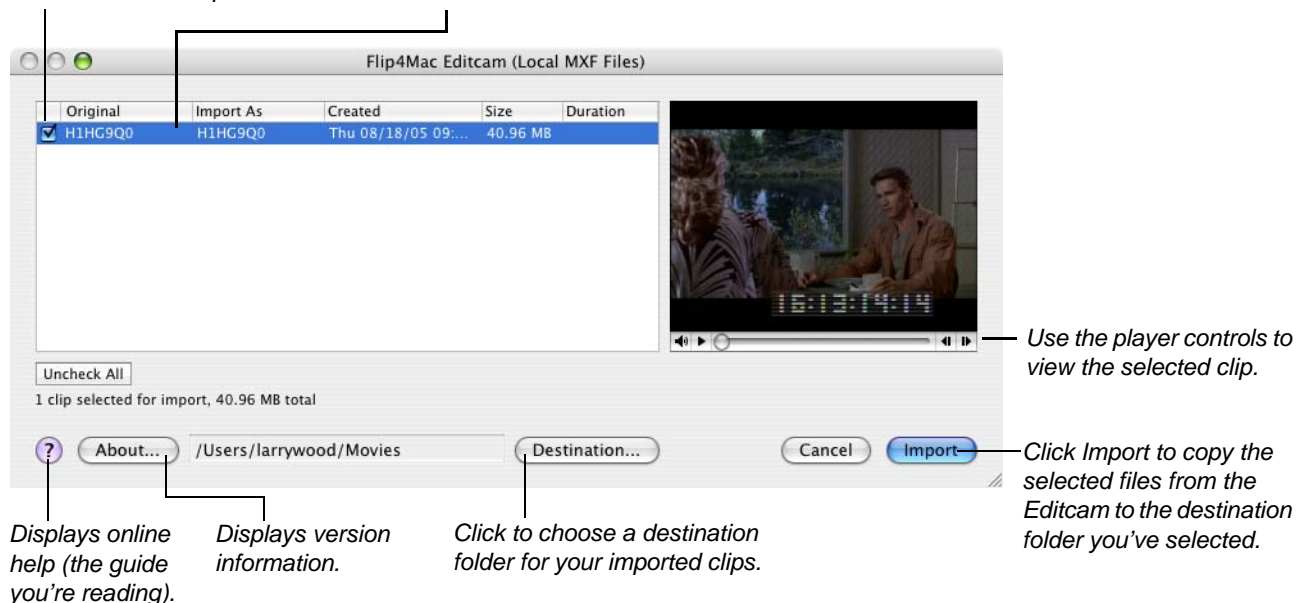 Flip4Mac Editcam (Local MXF Files)
Original Import As Created Size Duration
H1HG9Q0 H1HG9Q0 Thu 08/18/05 09:... 40.96 MB
16:13:14:14
Use the player controls to
view the selected clip.
Uncheck All
1 clip selected for import, 40.96 MB total
? About... /Users/larrywood/Movies Destination... Cancel Import
Click Import to copy the
selected files from the
Editcam to the destination
folder you've selected.
Displays online
help (the guide
you're reading).
Displays version
information.
Click to choose a destination
folder for your imported clips.